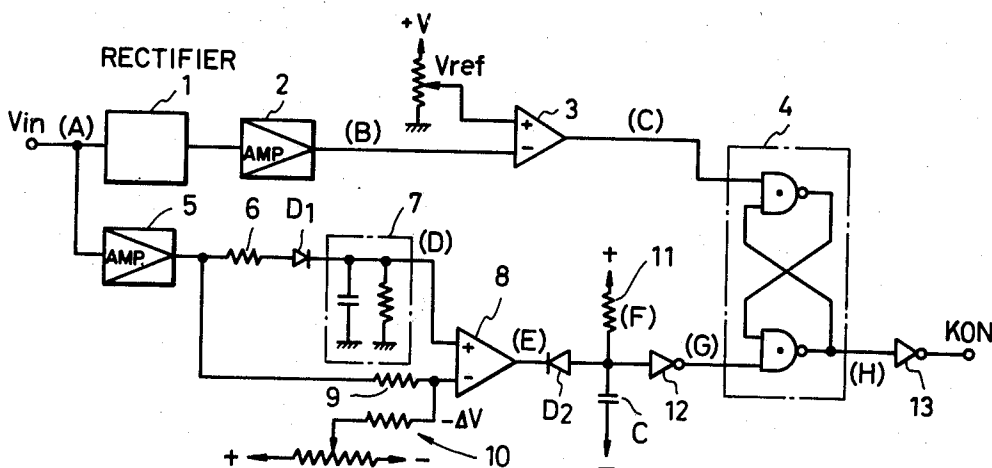 +V
RECTIFIER
Vref
1
2
3
4
Vin
(A)
(B)
(C)
+
-
AMP.
5
6
D1
7
(D)
AMP.
8
+
11
(F)
(E)
(G)
KON
+
-
9
D2
12
(H)
13
-ΔV
C
10
+
-
-